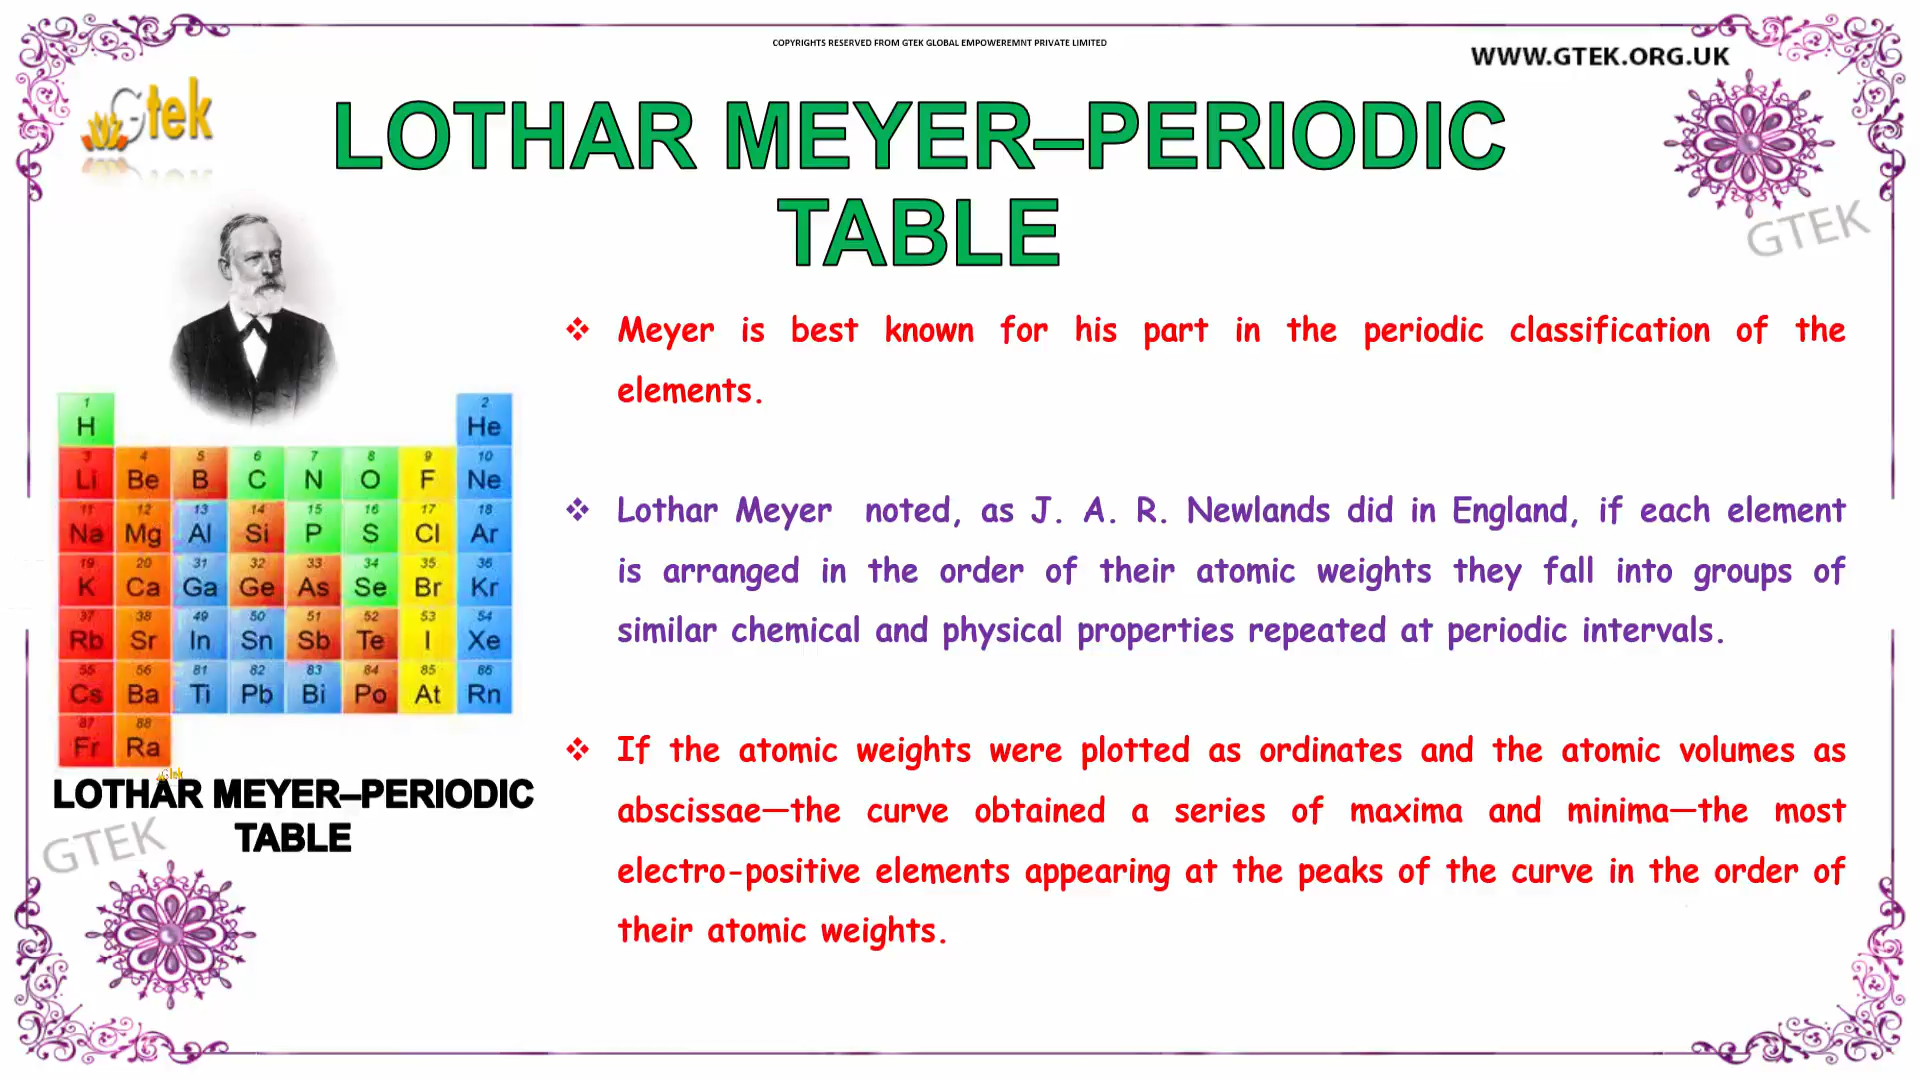 COPYRIGHTS RESERVED FROM GTEK GLOBAL EMPOWEREMNT PRIVATE LIMITED
WWW.GTEK.ORG.UK
Gtek
LOTHAR MEYER–PERIODIC
TABLE
GTEK
❖ Meyer is best known for his part in the periodic classification of the
elements.
❖ Lothar Meyer noted, as J. A. R. Newlands did in England, if each element
is arranged in the order of their atomic weights they fall into groups of
similar chemical and physical properties repeated at periodic intervals.
❖ If the atomic weights were plotted as ordinates and the atomic volumes as
abscissae—the curve obtained a series of maxima and minima—the most
electro-positive elements appearing at the peaks of the curve in the order of
their atomic weights.
1 2
H He
3 4 5 6 7 8 9 10
Li Be B C N O F Ne
11 12 13 14 15 16 17 18
Na Mg Al Si P S Cl Ar
19 20 31 32 33 34 35 36
K Ca Ga Ge As Se Br Kr
37 38 49 50 51 52 53 54
Rb Sr In Sn Sb Te I Xe
55 56 81 82 83 84 85 86
Cs Ba Ti Pb Bi Po At Rn
87 88
Fr Ra
Gtek
LOTHAR MEYER–PERIODIC
TABLE
GTEK